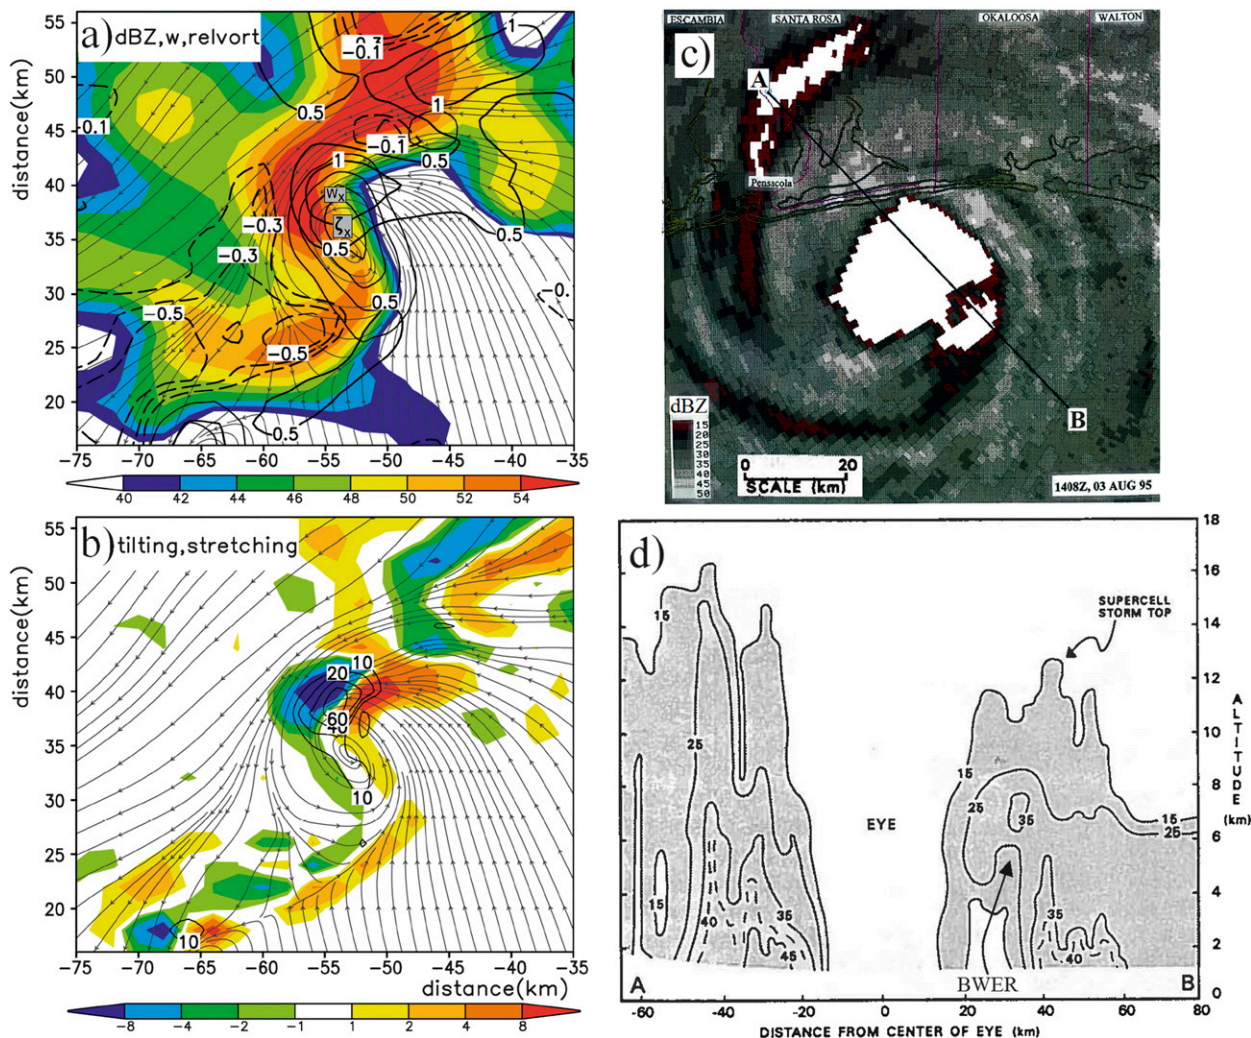 a) dBZ,w,relvort
distance(km)
50
45
40
35
30
25
20
-0.3
-0.1
1
0.5
1
-0.1
-0.1
0.5
1
0.5
wx
ζx
-0.3
-0.3
0.5
0.5
-0.5
0.5
-0.5
0.5
-75 -70 -65 -60 -55 -50 -45 -40 -35
40 42 44 46 48 50 52 54
b) tilting,stretching
distance(km)
55
50
45
40
35
30
25
20
10
20
60
10
10
-75 -70 -65 -60 -55 -50 -45 -40 -35
distance(km)
-8 -4 -2 -1 1 2 4 8
c)
ESCAMBIA SANTA ROSA OKALOOSA WALTON
A
Pensacola
B
dBZ
15
20
25
30
35
40
45
50
0 20
SCALE (km)
1408Z, 03 AUG 95
d)
18
16
14
12
10
8
6
4
2
0
ALTITUDE
(km)
SUPERCELL
STORM TOP
15
25
15
25
35
15
25
EYE
15
40
35
45
35
40
A
BWER
B
-60 -40 -20 0 20 40 60 80
DISTANCE FROM CENTER OF EYE (km)